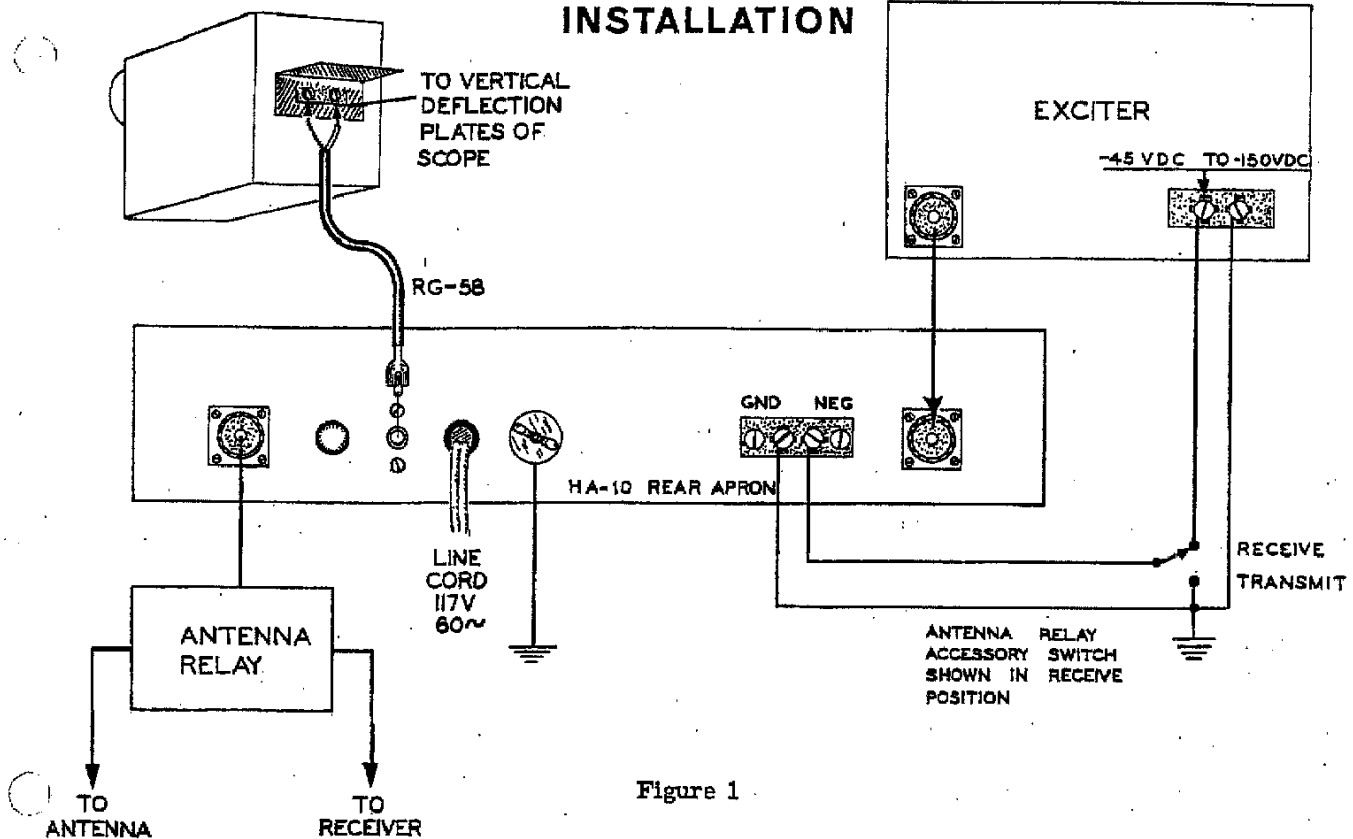 INSTALLATION
TO VERTICAL
DEFLECTION
PLATES OF
SCOPE
EXCITER
-45 VDC TO -150VDC
RG-58
GND NEG
HA-10 REAR APRON
LINE
CORD
117V
60~
RECEIVE
TRANSMIT
ANTENNA
RELAY
ANTENNA RELAY
ACCESSORY SWITCH
SHOWN IN RECEIVE
POSITION
TO
ANTENNA
TO
RECEIVER
Figure 1